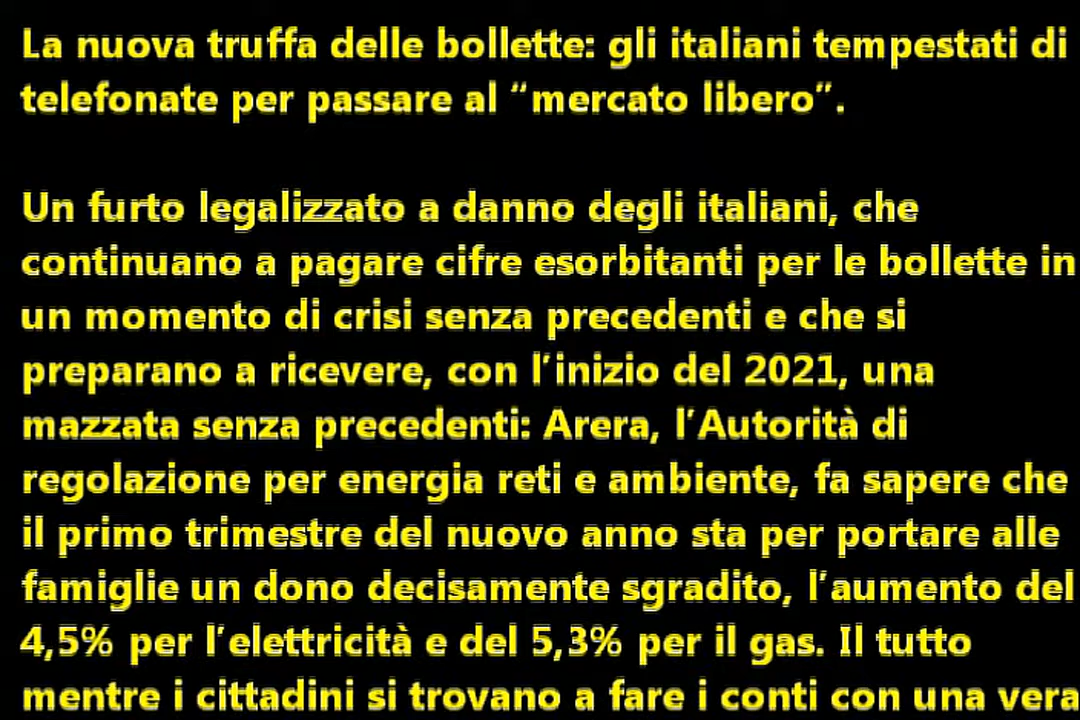 La nuova truffa delle bollette: gli italiani tempestati di
telefonate per passare al “mercato libero”.
Un furto legalizzato a danno degli italiani, che
continuano a pagare cifre esorbitanti per le bollette in
un momento di crisi senza precedenti e che si
preparano a ricevere, con l’inizio del 2021, una
mazzata senza precedenti: Arera, l’Autorità di
regolazione per energia reti e ambiente, fa sapere che
il primo trimestre del nuovo anno sta per portare alle
famiglie un dono decisamente sgradito, l’aumento del
4,5% per l’elettricità e del 5,3% per il gas. Il tutto
mentre i cittadini si trovano a fare i conti con una vera